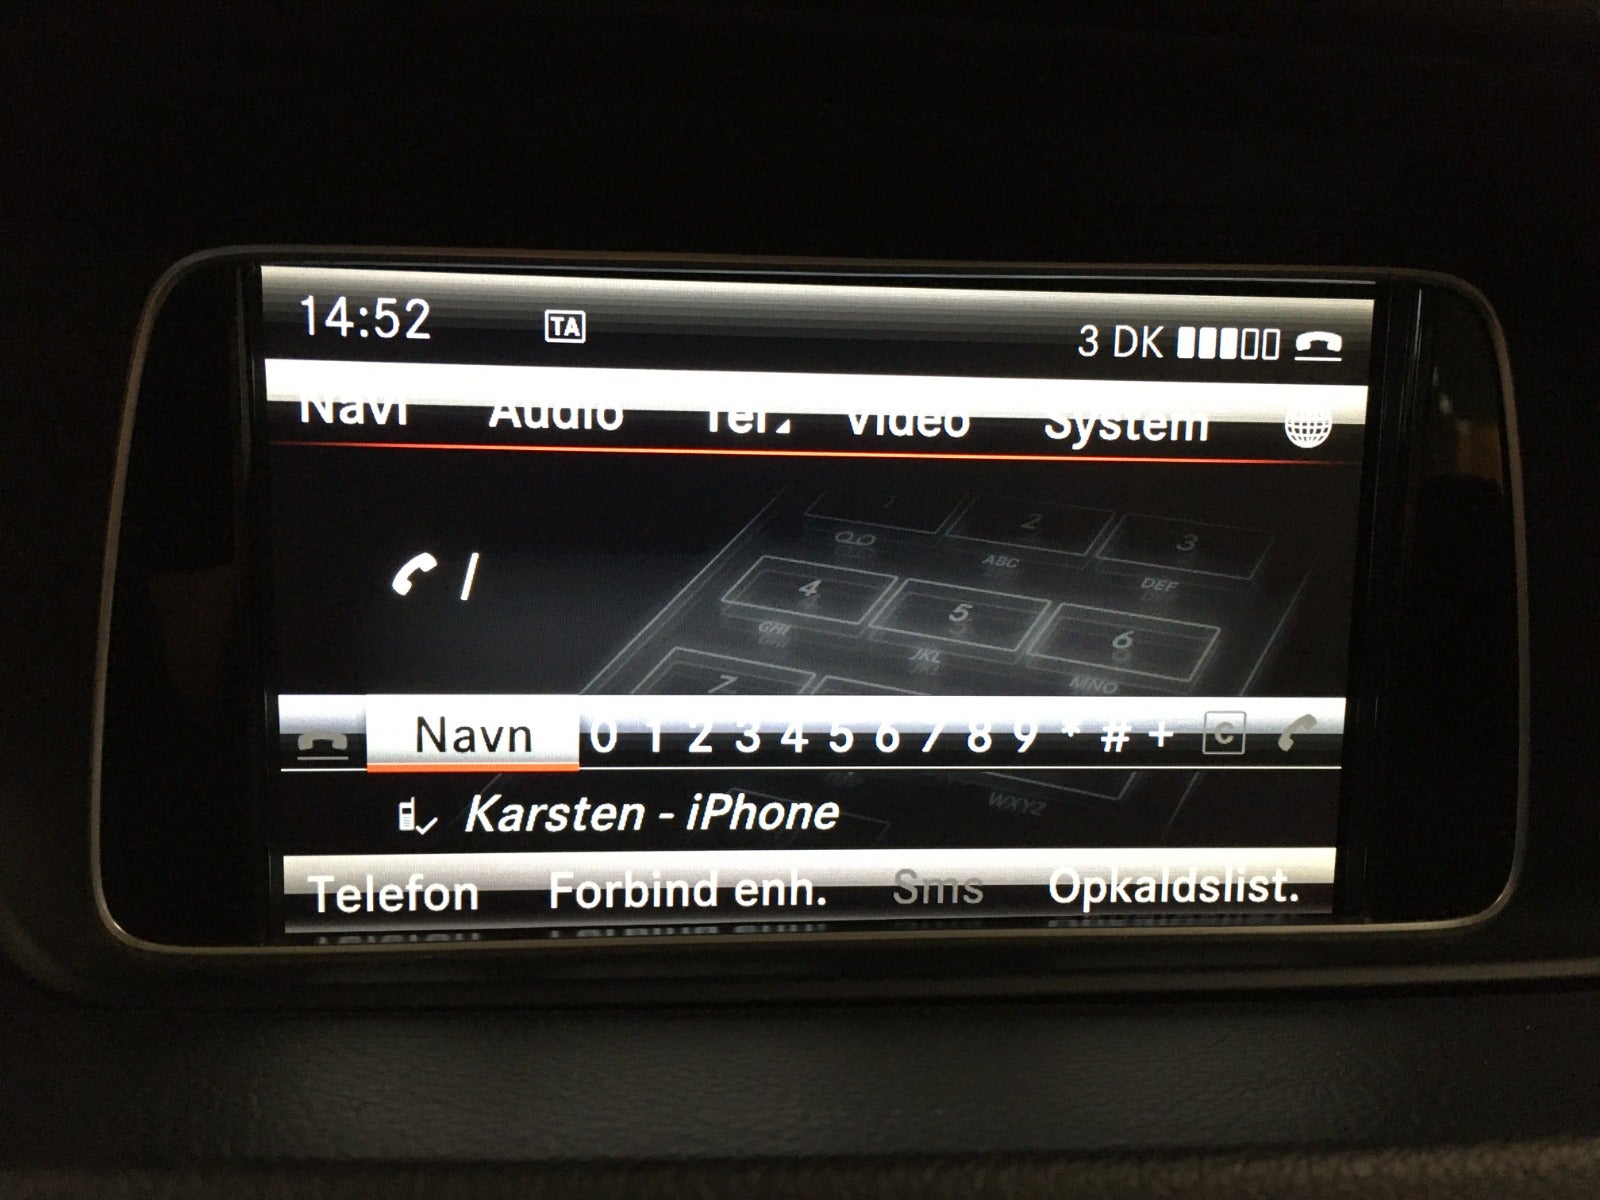 14:52 TA 3 DK
Navi Audio Tel. Video System
1 2 3
ABC DEF
4 5 6
GHI JKL MNO
7
Navn 0 1 2 3 4 5 6 7 8 9 * # + C
WXYZ
Karsten - iPhone
Telefon Forbind enh. Sms Opkaldslist.